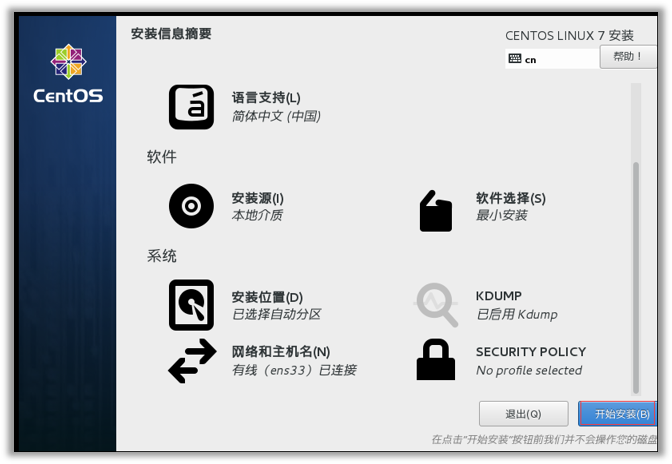 安装信息摘要
CENTOS LINUX 7 安装
cn
帮助！
CentOS
语言支持(L)
简体中文 (中国)
软件
安装源(I)
本地介质
软件选择(S)
最小安装
系统
安装位置(D)
已选择自动分区
KDUMP
已启用 Kdump
网络和主机名(N)
有线（ens33）已连接
SECURITY POLICY
No profile selected
退出(Q)
开始安装(B)
在点击"开始安装"按钮前我们并不会操作您的磁盘